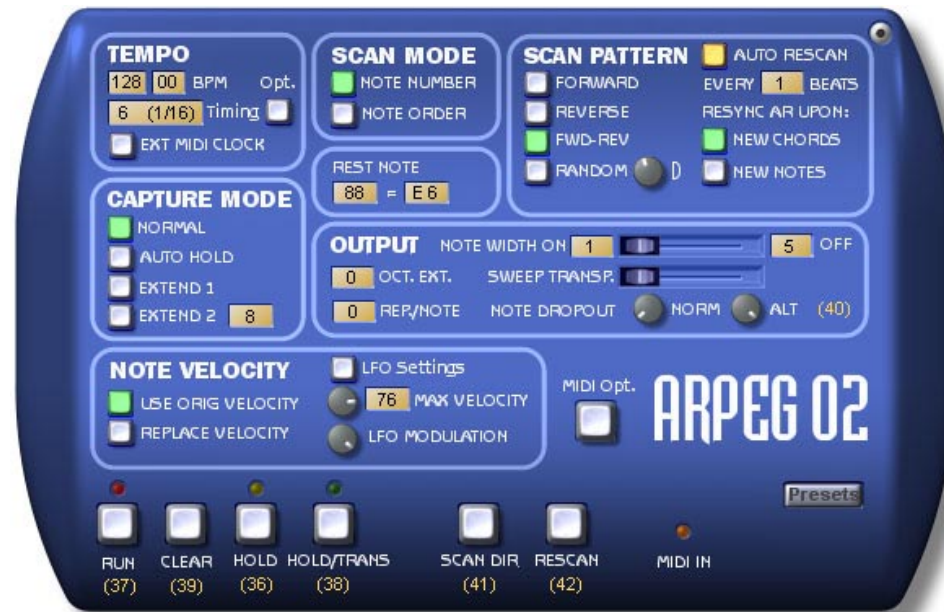 TEMPO
128 00 BPM Opt.
6 (1/16) Timing
EXT MIDI CLOCK
SCAN MODE
NOTE NUMBER
NOTE ORDER
REST NOTE
88 = E 6
SCAN PATTERN
FORWARD
REVERSE
FWD-REV
RANDOM D
AUTO RESCAN
EVERY 1 BEATS
RESYNC AR UPON:
NEW CHORDS
NEW NOTES
CAPTURE MODE
NORMAL
AUTO HOLD
EXTEND 1
EXTEND 2 8
OUTPUT NOTE WIDTH ON 1 5 OFF
0 OCT. EXT. SWEEP TRANSP.
0 REP./NOTE NOTE DROPOUT NORM ALT (40)
NOTE VELOCITY
USE ORIG VELOCITY
REPLACE VELOCITY
LFO Settings
76 MAX VELOCITY
LFO MODULATION
MIDI Opt.
ARPEG 02
Presets
RUN CLEAR HOLD HOLD/TRANS SCAN DIR RESCAN MIDI IN
(37) (39) (36) (38) (41) (42)